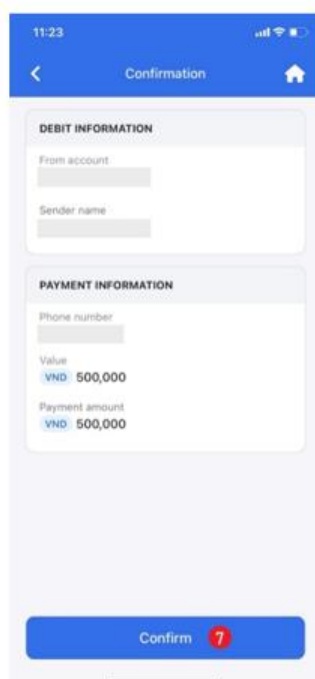 11:23
Confirmation
DEBIT INFORMATION
From account
Sender name
PAYMENT INFORMATION
Phone number
Value
VND 500,000
Payment amount
VND 500,000
Confirm 7